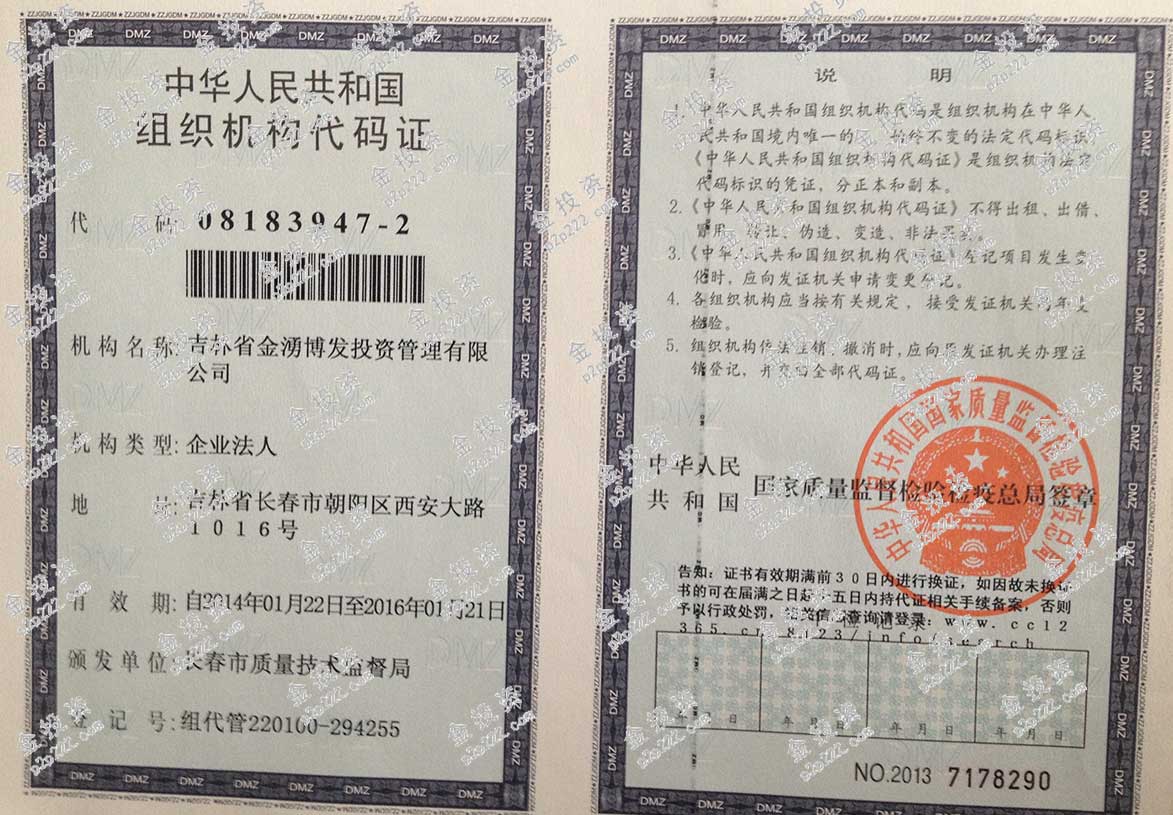 中华人民共和国
组织机构代码证
代 码: 08183947-2
机构名称: 吉林省金湧博发投资管理有限
公司
机构类型: 企业法人
地 址: 吉林省长春市朝阳区西安大路
1016号
有 效 期: 自2014年01月22日至2016年01月21日
颁发单位: 长春市质量技术监督局
登 记 号: 组代管220100-294255
说 明
1. 中华人民共和国组织机构代码是组织机构在中华人
民共和国境内唯一的 始终不变的法定代码标识
《中华人民共和国组织机构代码证》是组织机构法定
代码标识的凭证，分正本和副本。
2.《中华人民共和国组织机构代码证》不得出租、出借、
冒用、转让、伪造、变造、非法买卖。
3.《中华人民共和国组织机构代码证》登记项目发生变
化时，应向发证机关申请变更登记。
4. 各组织机构应当按有关规定，接受发证机关的年度
检验。
5. 组织机构依法注销、撤消时，应向原发证机关办理注
销登记，并交回全部代码证。
中华人民
共和国 国家质量监督检验检疫总局签章
中华人民共和国国家质量监督检验检疫总局
告知：证书有效期满前30日内进行换证，如因故未换证
书的可在届满之日起十五日内持代证相关手续备案，否则
予以行政处罚，相关信息查询请登录：www.cc12
365.cn:8123/info/search
年 月 日 年 月 日 年 月 日 年 月 日
NO.2013 7178290
金投资
p2p222.com
DMZ
ZZJGDM